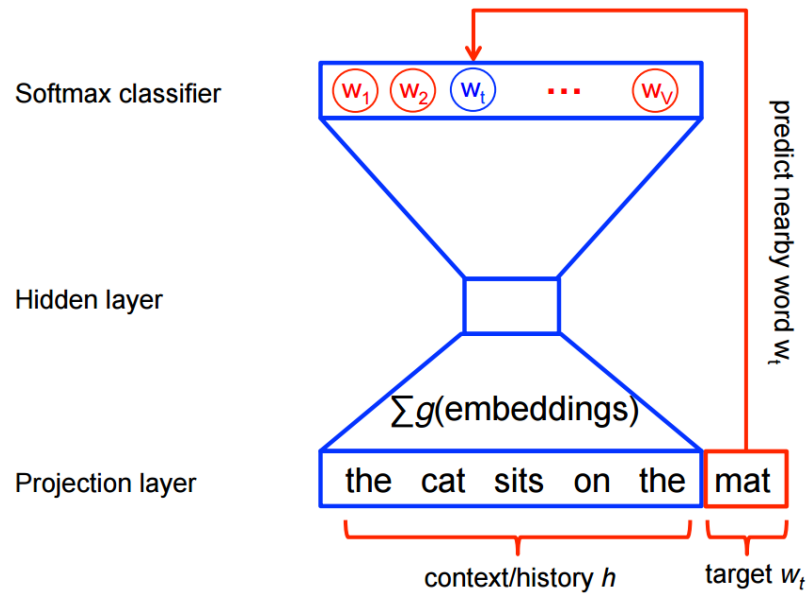 Softmax classifier
w1 w2 wt ... wV
predict nearby word wt
Hidden layer
∑g(embeddings)
Projection layer
the cat sits on the mat
context/history h
target wt